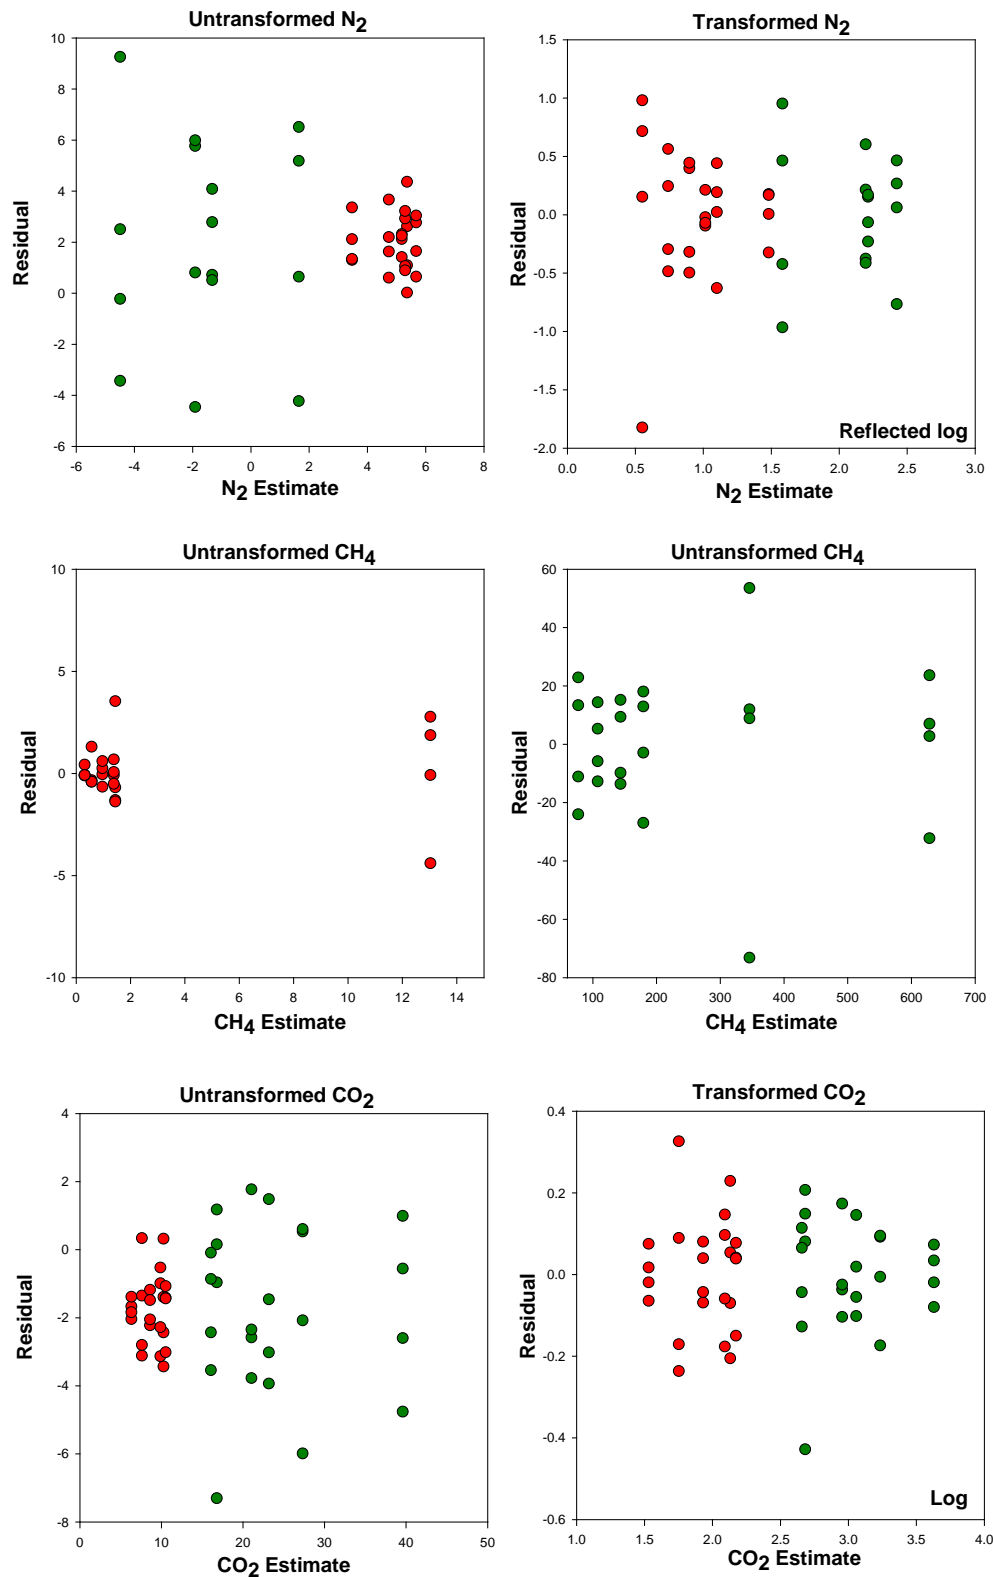 Untransformed N2
10
8
6
4
2
0
-2
-4
-6
-6 -4 -2 0 2 4 6 8
Residual
N2 Estimate
Transformed N2
1.5
1.0
0.5
0.0
-0.5
-1.0
-1.5
-2.0
0.0 0.5 1.0 1.5 2.0 2.5 3.0
Residual
Reflected log
N2 Estimate
Untransformed CH4
10
5
0
-5
-10
0 2 4 6 8 10 12 14
Residual
CH4 Estimate
Untransformed CH4
60
40
20
0
-20
-40
-60
-80
100 200 300 400 500 600 700
Residual
CH4 Estimate
Untransformed CO2
4
2
0
-2
-4
-6
-8
0 10 20 30 40 50
Residual
CO2 Estimate
Transformed CO2
0.4
0.2
0.0
-0.2
-0.4
-0.6
1.0 1.5 2.0 2.5 3.0 3.5 4.0
Residual
Log
CO2 Estimate